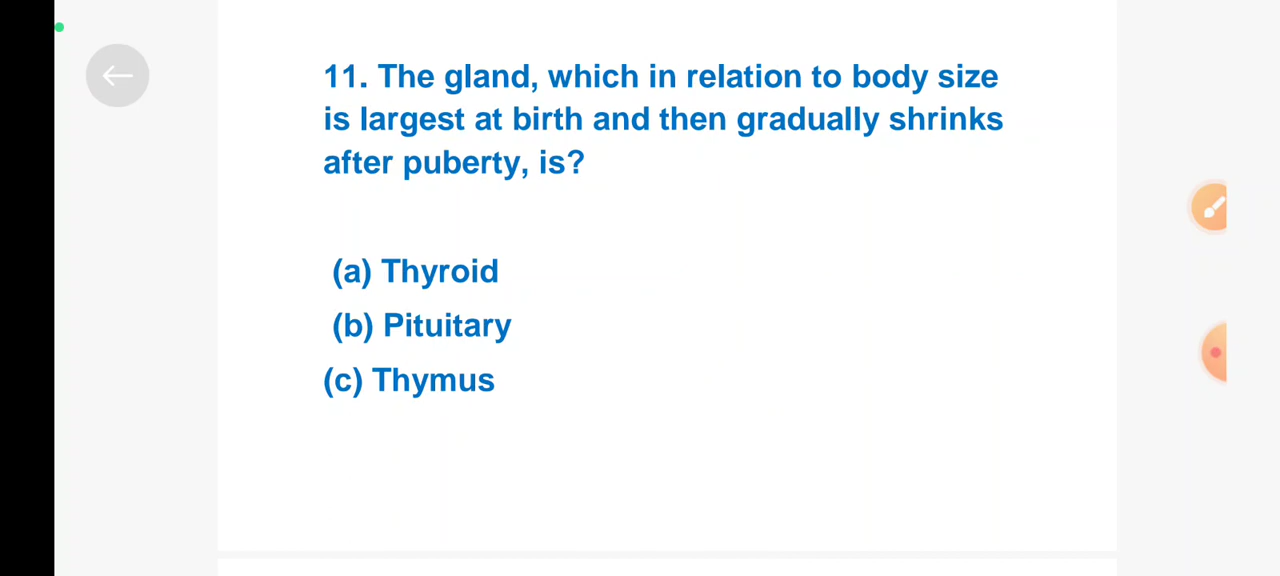 11. The gland, which in relation to body size
is largest at birth and then gradually shrinks
after puberty, is?
(a) Thyroid
(b) Pituitary
(c) Thymus